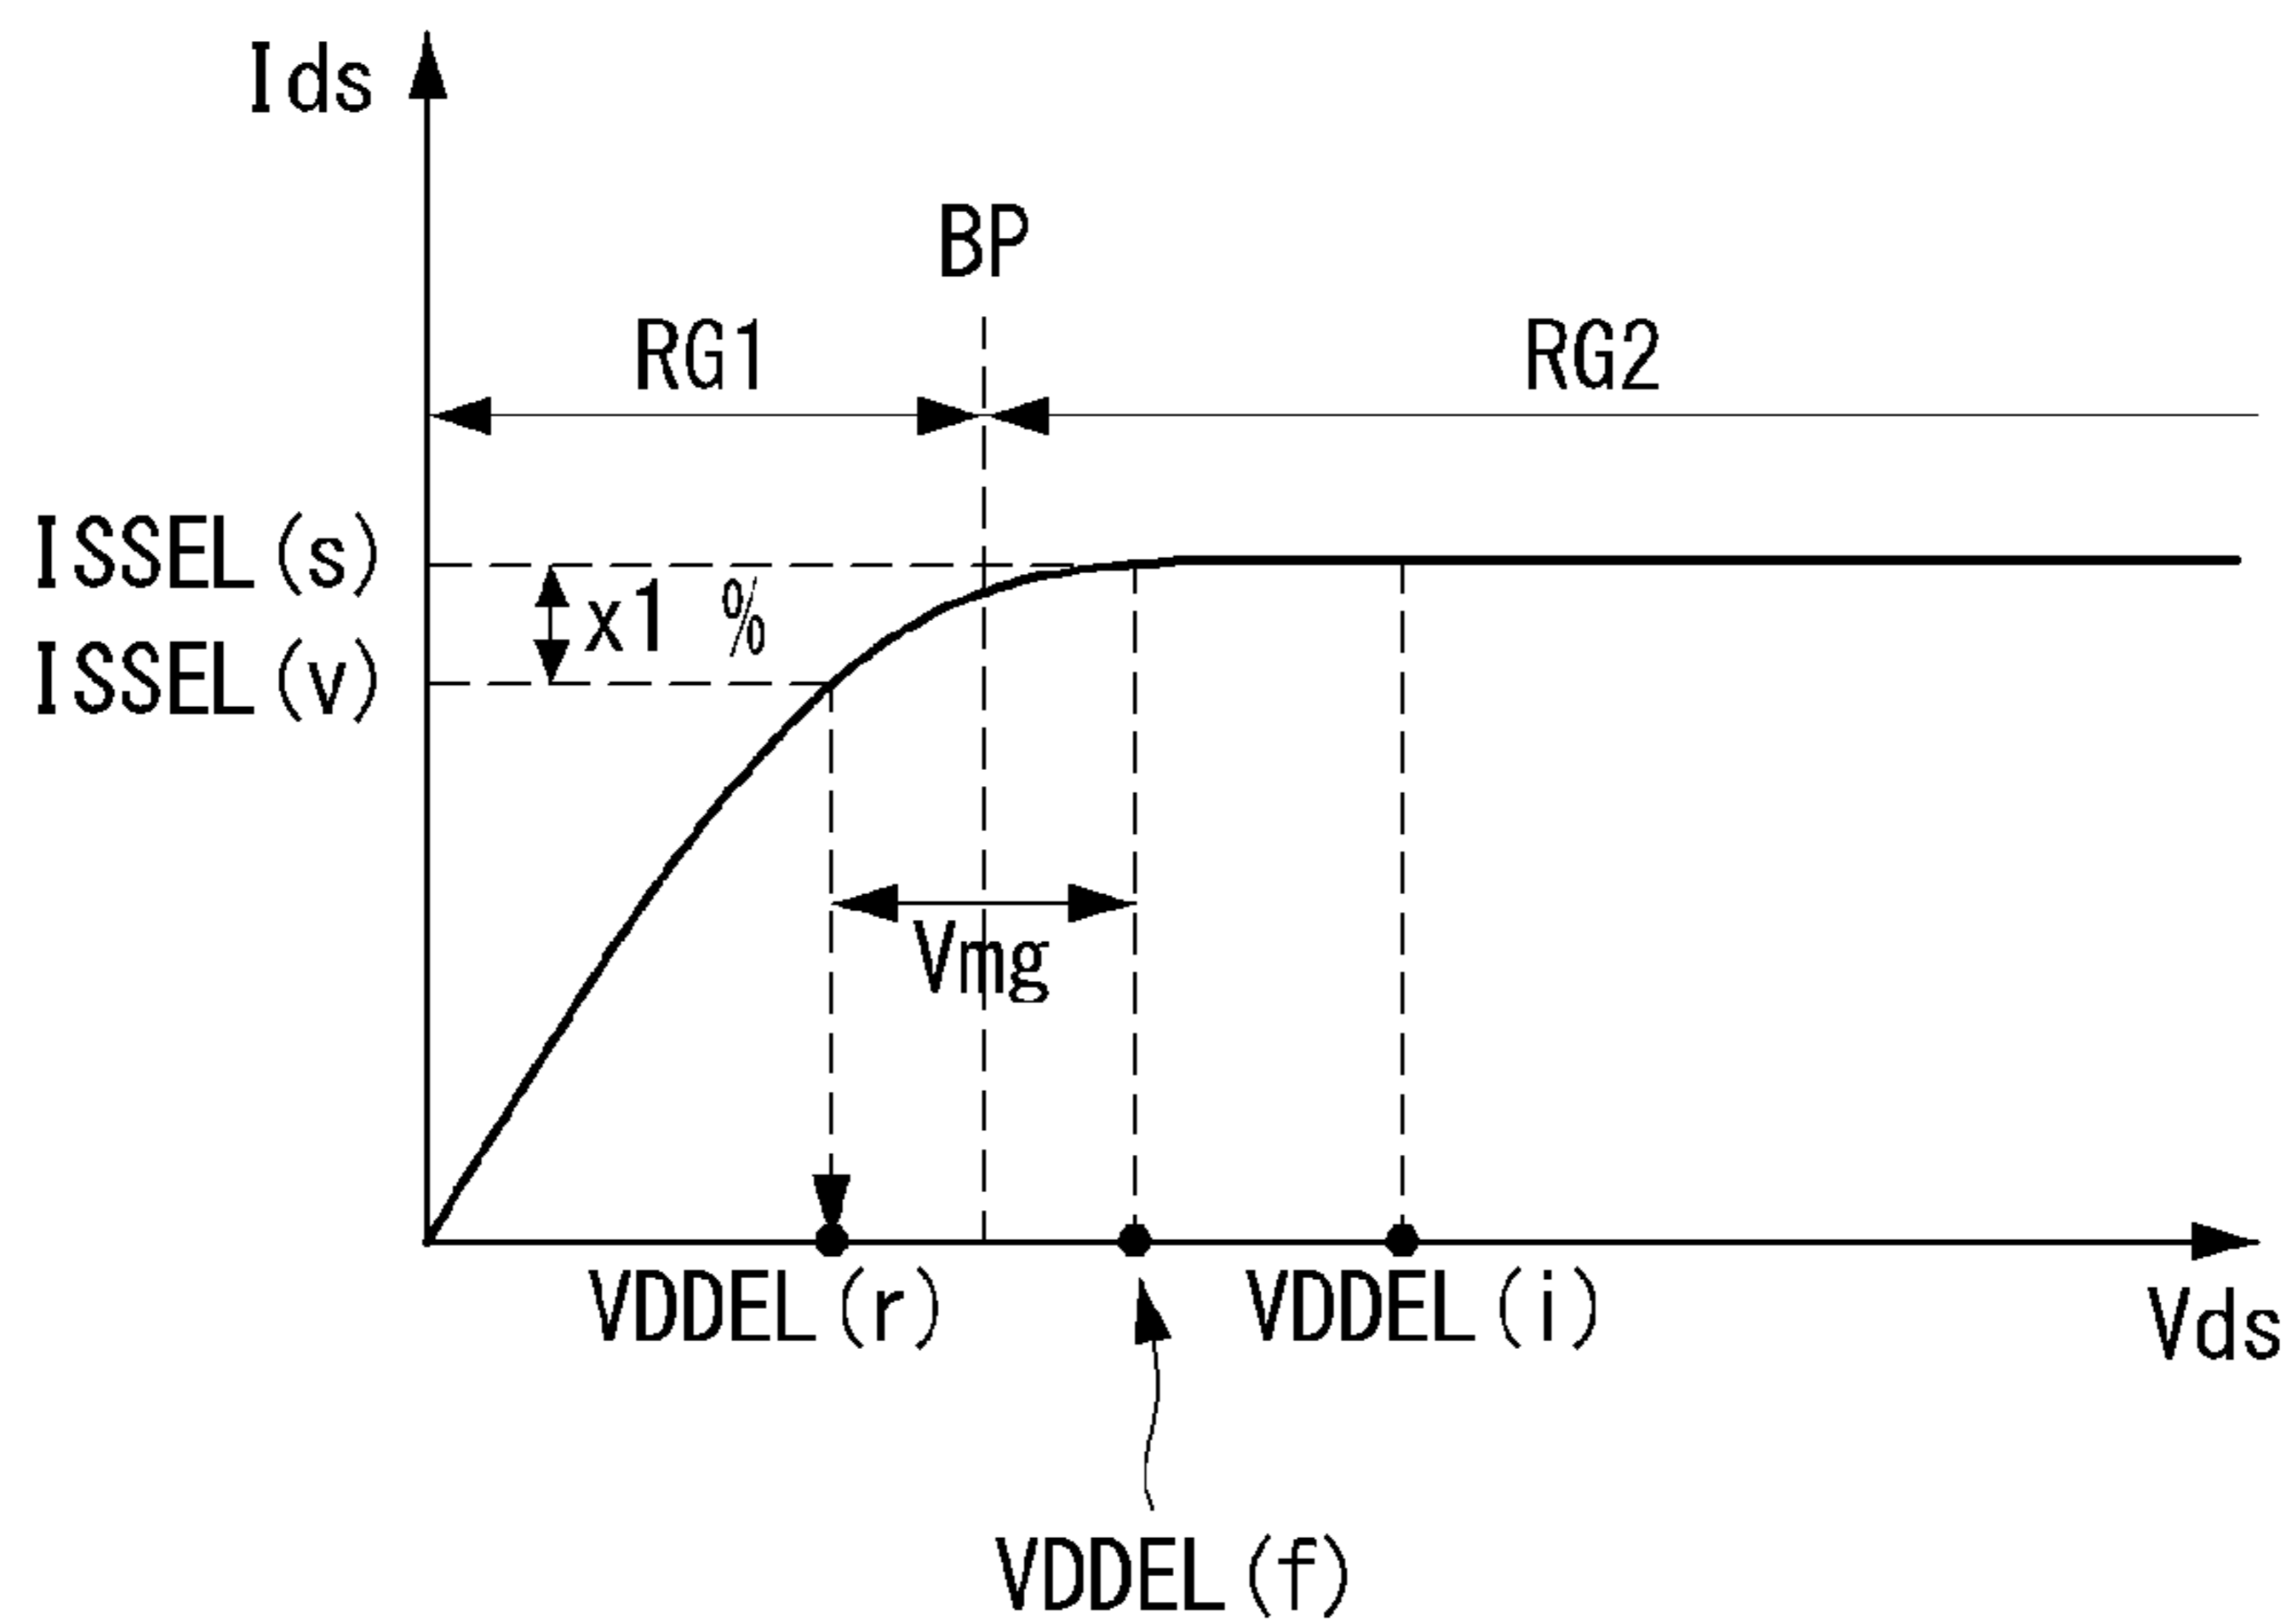 Ids
BP
RG1
RG2
ISSEL(s)
x1 %
ISSEL(v)
Vmg
VDDEL(r)
VDDEL(i)
Vds
VDDEL(f)